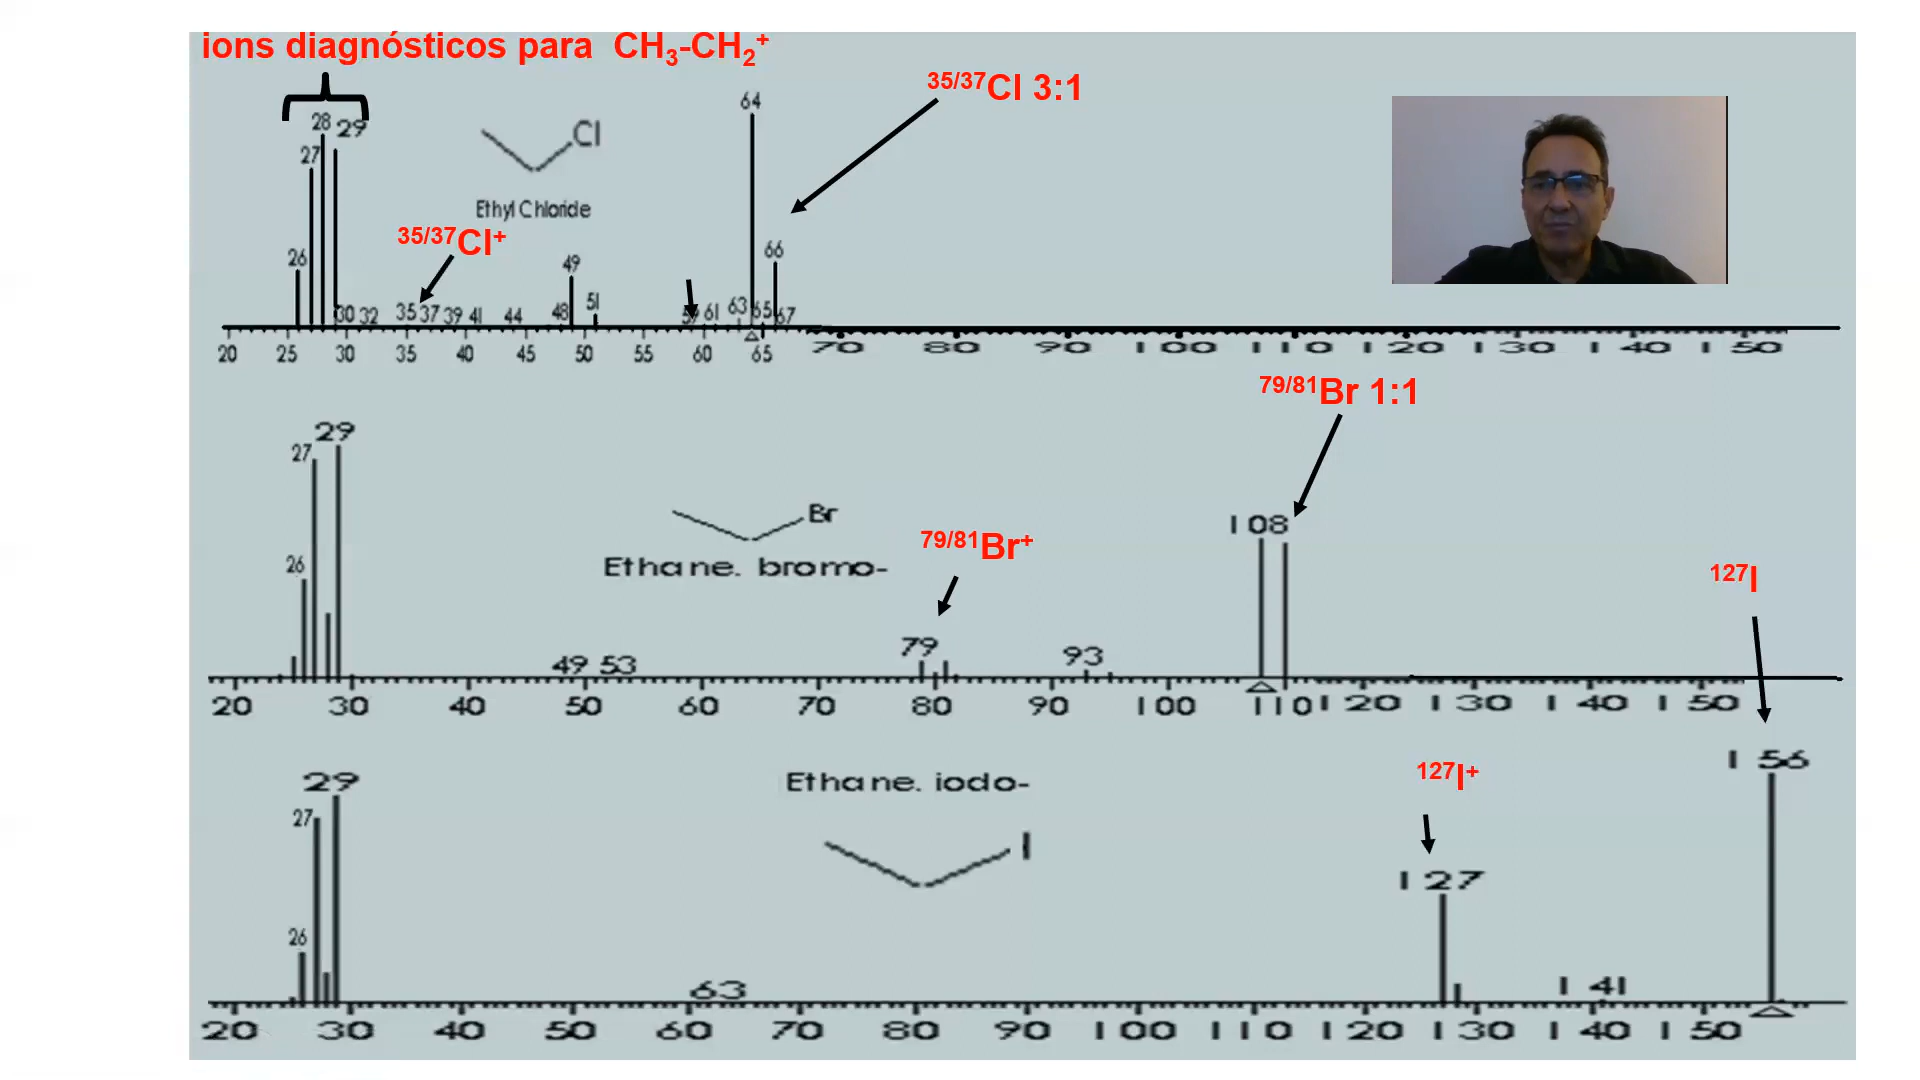 ions diagnósticos para CH3-CH2+
35/37Cl 3:1
64
28
29
27
Cl
Ethyl Chloride
35/37Cl+
26
49
66
30 32 35 37 39 41 44 48 51 59 61 63 65 67
20 25 30 35 40 45 50 55 60 65 70 80 90 100 110 120 130 140 150
79/81Br 1:1
29
27
Br
108
79/81Br+
26
Ethane. bromo-
127I
79
49 53
93
20 30 40 50 60 70 80 90 100 110 120 130 140 150
156
29
Ethane. iodo-
127I+
27
I
127
26
63
141
20 30 40 50 60 70 80 90 100 110 120 130 140 150